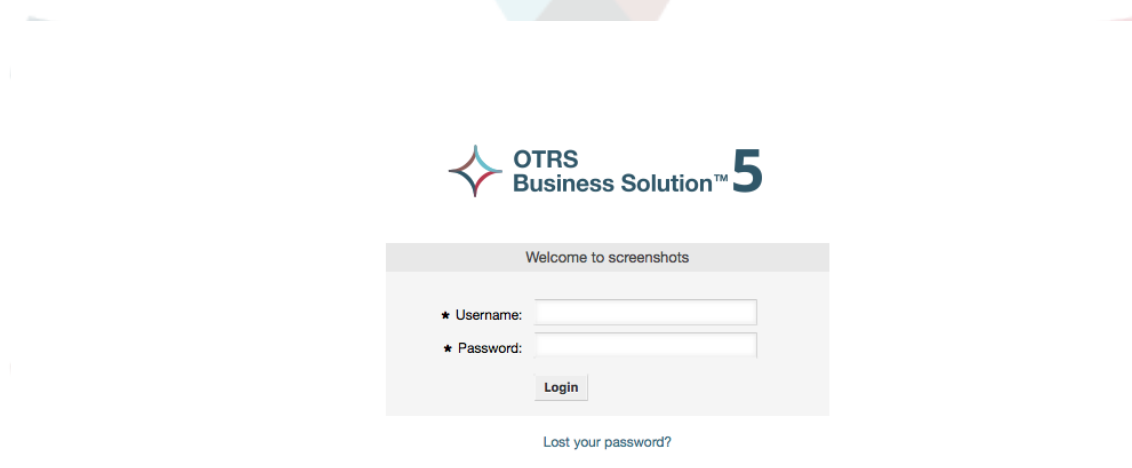 OTRS
Business Solution™ 5
Welcome to screenshots
★ Username:
★ Password:
Login
Lost your password?